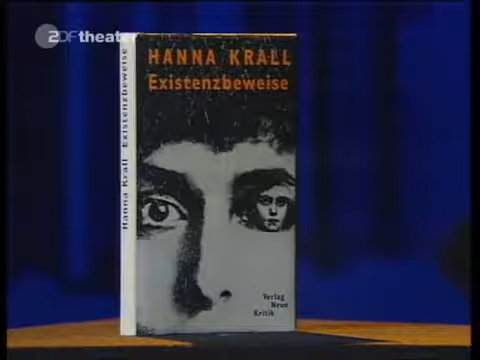 ZDFtheater
HANNA KRALL
Existenzbeweise
Hanna Krall Existenzbeweise
Verlag
Neue
Kritik